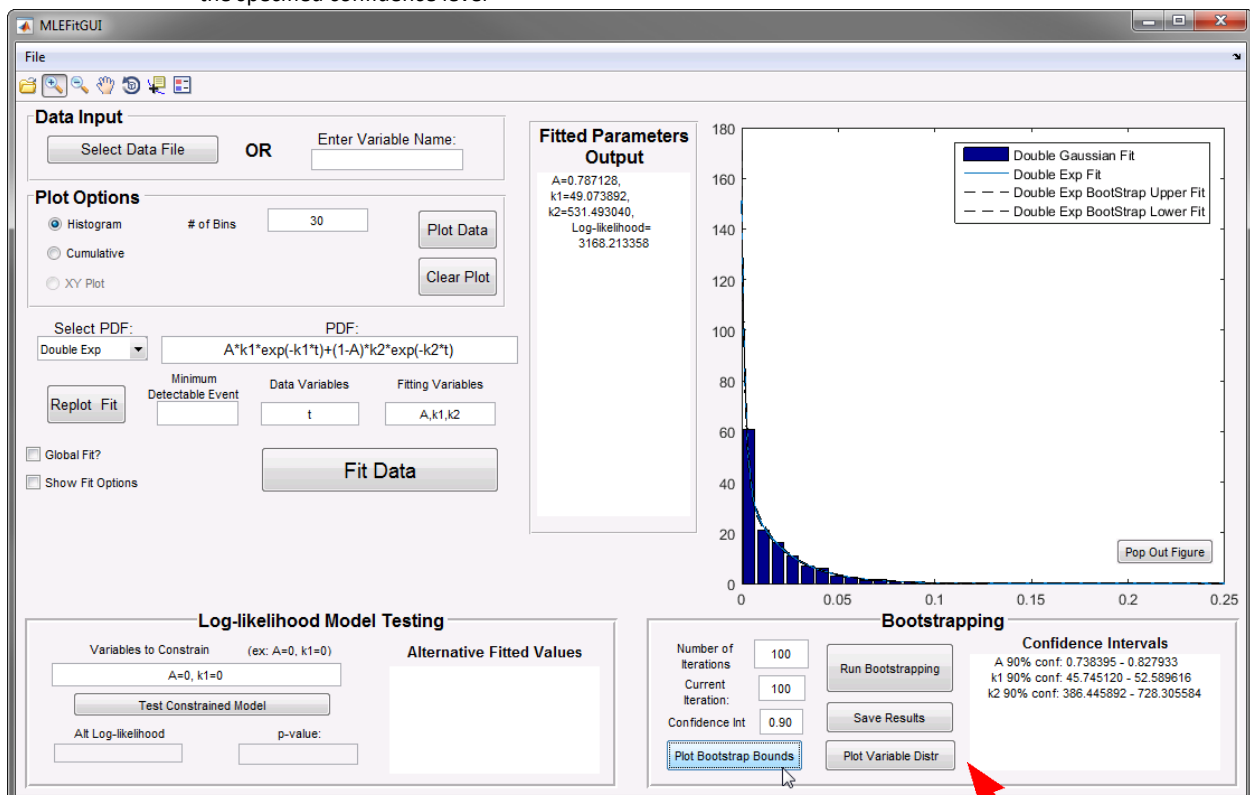 the specified confidence level
MLEFitGUI
File
Data Input
Select Data File
OR
Enter Variable Name:
Plot Options
Histogram
# of Bins
30
Plot Data
Cumulative
XY Plot
Clear Plot
Select PDF:
PDF:
Double Exp
A*k1*exp(-k1*t)+(1-A)*k2*exp(-k2*t)
Replot Fit
Minimum
Detectable Event
Data Variables
Fitting Variables
t
A,k1,k2
Global Fit?
Show Fit Options
Fit Data
Fitted Parameters
Output
A=0.787128,
k1=49.073892,
k2=531.493040,
Log-likelihood=
3168.213358
180
160
140
120
100
80
60
40
20
0
0
0.05
0.1
0.15
0.2
0.25
Double Gaussian Fit
Double Exp Fit
Double Exp BootStrap Upper Fit
Double Exp BootStrap Lower Fit
Pop Out Figure
Log-likelihood Model Testing
Variables to Constrain
(ex: A=0, k1=0)
A=0, k1=0
Test Constrained Model
Alt Log-likelihood
p-value:
Alternative Fitted Values
Bootstrapping
Number of
Iterations
100
Current
Iteration:
100
Confidence Int
0.90
Plot Bootstrap Bounds
Run Bootstrapping
Save Results
Plot Variable Distr
Confidence Intervals
A 90% conf: 0.738395 - 0.827933
k1 90% conf: 45.745120 - 52.589616
k2 90% conf: 386.445892 - 728.305584